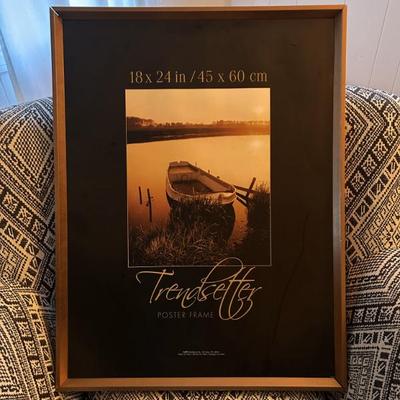 18 x 24 in / 45 x 60 cm
Trendsetter
POSTER FRAME